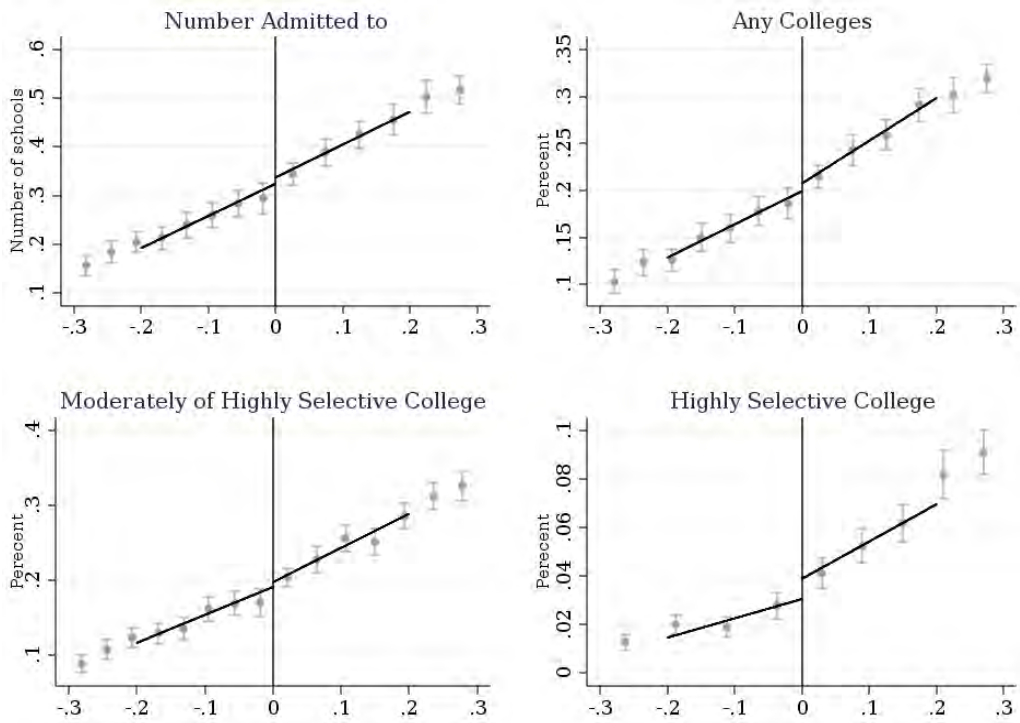 Number Admitted to
Number of schools
.6
.5
.4
.3
.2
.1
-.3 -.2 -.1 0 .1 .2 .3
Any Colleges
Perecent
.35
.3
.25
.2
.15
.1
-.3 -.2 -.1 0 .1 .2 .3
Moderately of Highly Selective College
Perecent
.4
.3
.2
.1
-.3 -.2 -.1 0 .1 .2 .3
Highly Selective College
Perecent
.1
.08
.06
.04
.02
0
-.3 -.2 -.1 0 .1 .2 .3